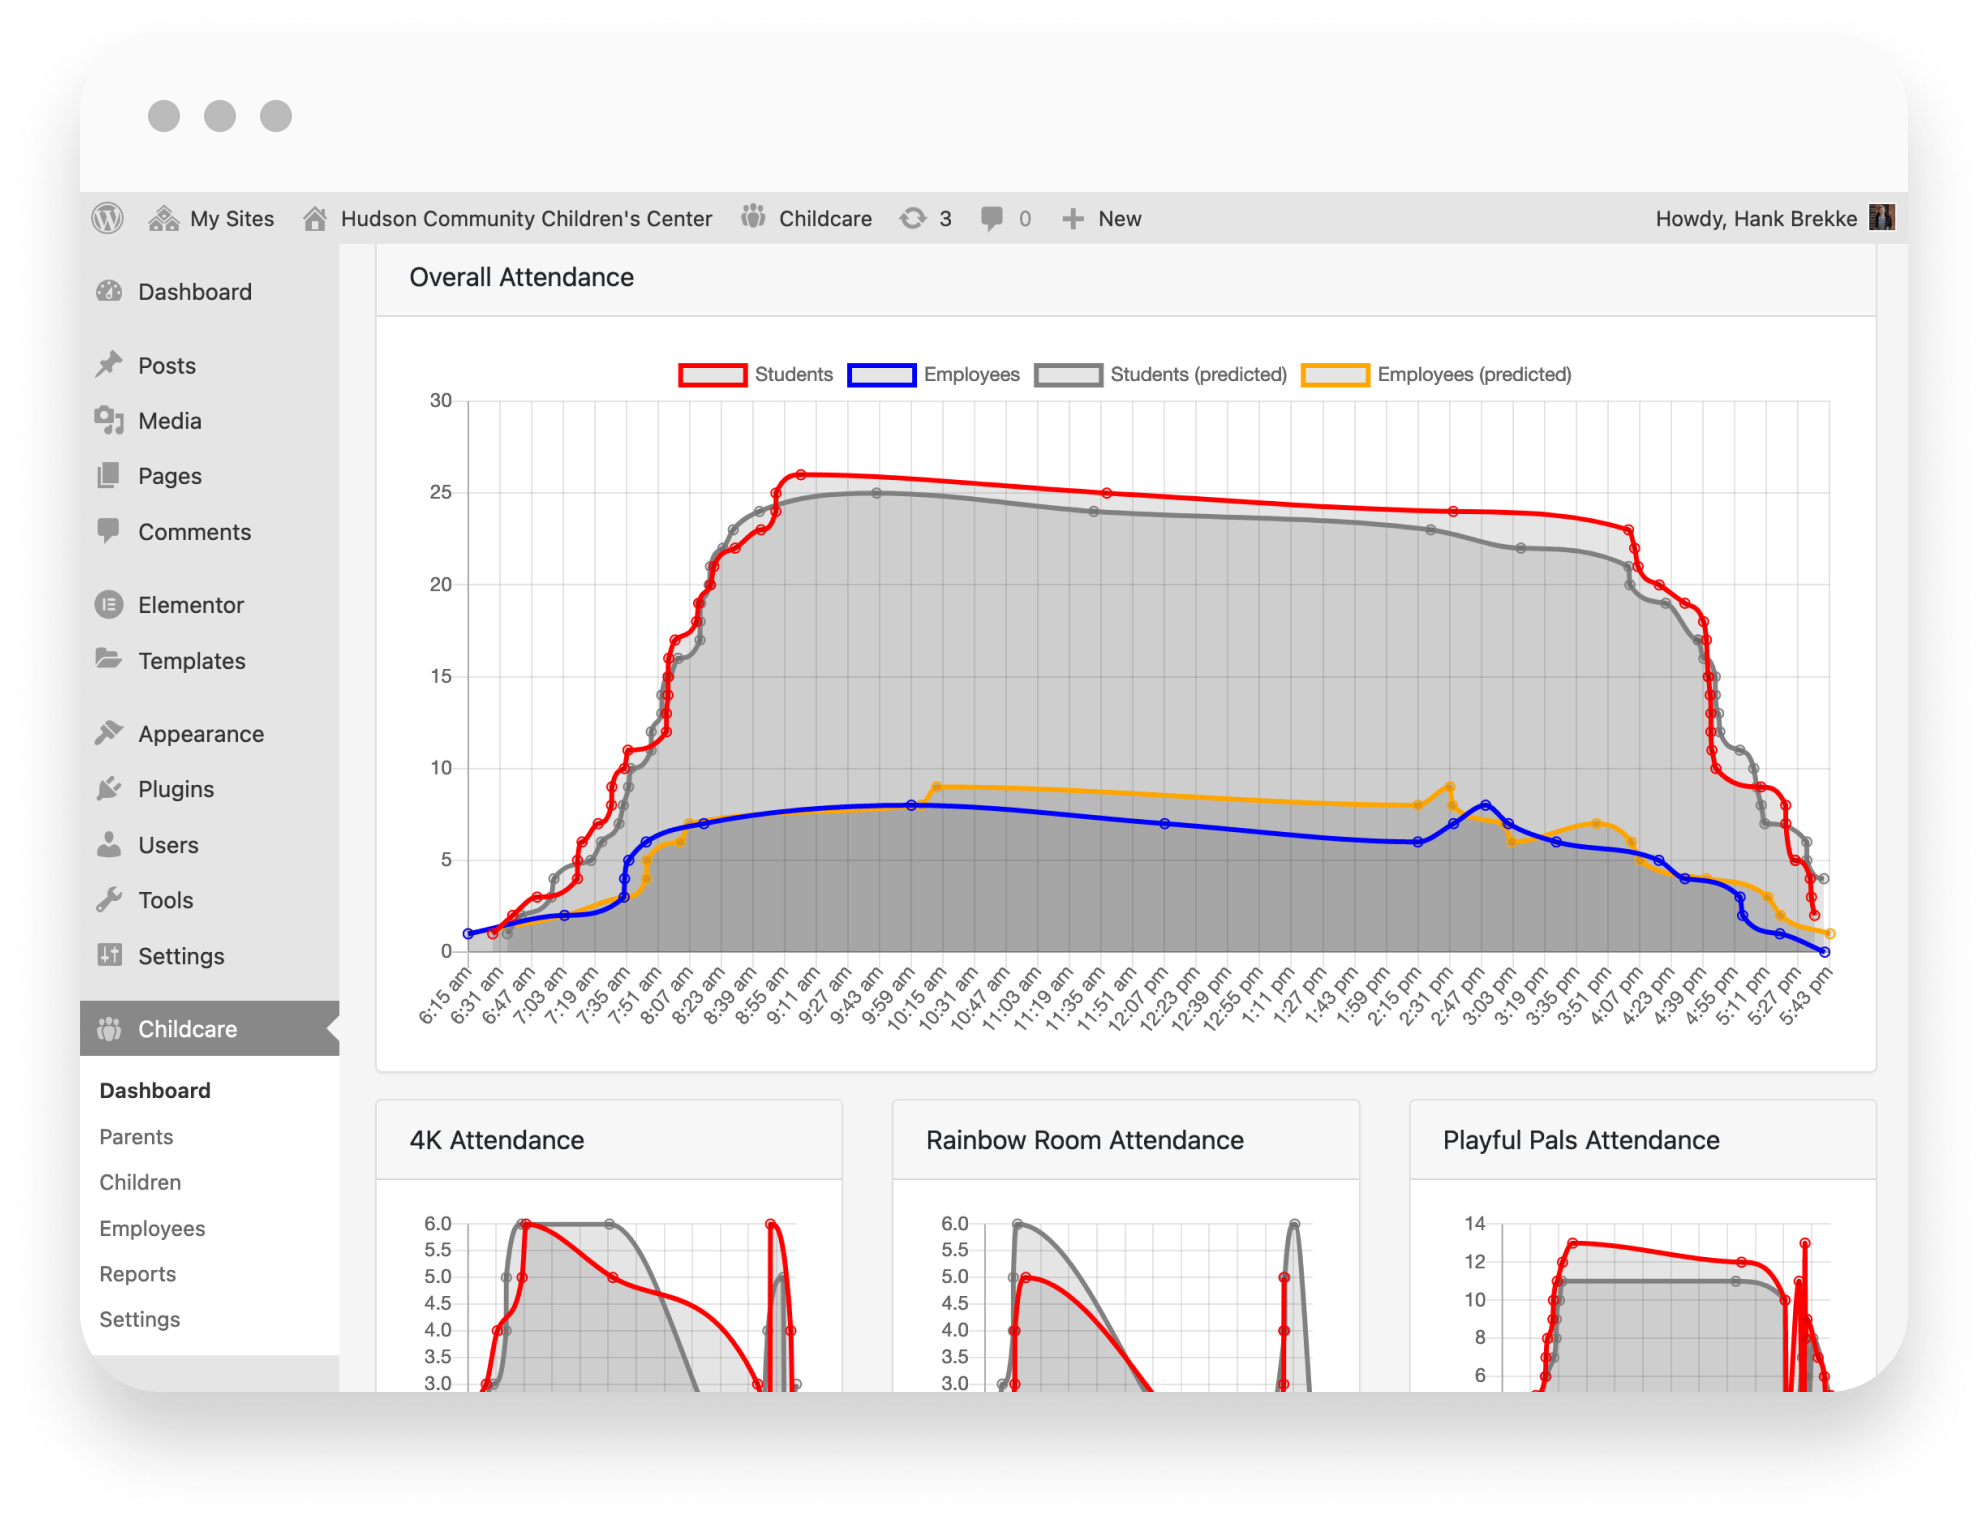 My Sites Hudson Community Children's Center Childcare 3 0 New Howdy, Hank Brekke
Dashboard
Posts
Media
Pages
Comments
Elementor
Templates
Appearance
Plugins
Users
Tools
Settings
Childcare
Dashboard
Parents
Children
Employees
Reports
Settings
Overall Attendance
Students Employees Students (predicted) Employees (predicted)
30
25
20
15
10
5
0
6:15 am 6:31 am 6:47 am 7:03 am 7:19 am 7:35 am 7:51 am 8:07 am 8:23 am 8:39 am 8:55 am 9:11 am 9:27 am 9:43 am 9:59 am 10:15 am 10:31 am 10:47 am 11:03 am 11:19 am 11:35 am 11:51 am 12:07 pm 12:23 pm 12:39 pm 12:55 pm 1:11 pm 1:27 pm 1:43 pm 1:59 pm 2:15 pm 2:31 pm 2:47 pm 3:03 pm 3:19 pm 3:35 pm 3:51 pm 4:07 pm 4:23 pm 4:39 pm 4:55 pm 5:11 pm 5:27 pm 5:43 pm
4K Attendance
6.0
5.5
5.0
4.5
4.0
3.5
3.0
Rainbow Room Attendance
6.0
5.5
5.0
4.5
4.0
3.5
3.0
Playful Pals Attendance
14
12
10
8
6